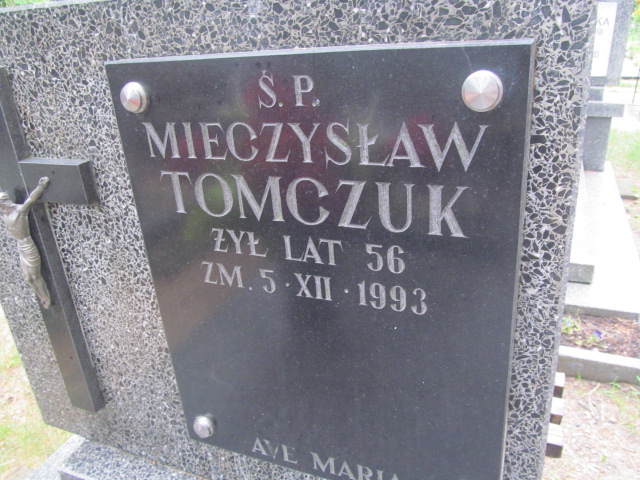 Ś.P.
MIECZYSŁAW
TOMCZUK
ŻYŁ LAT 56
ZM. 5·XII·1993
AVE MARIA